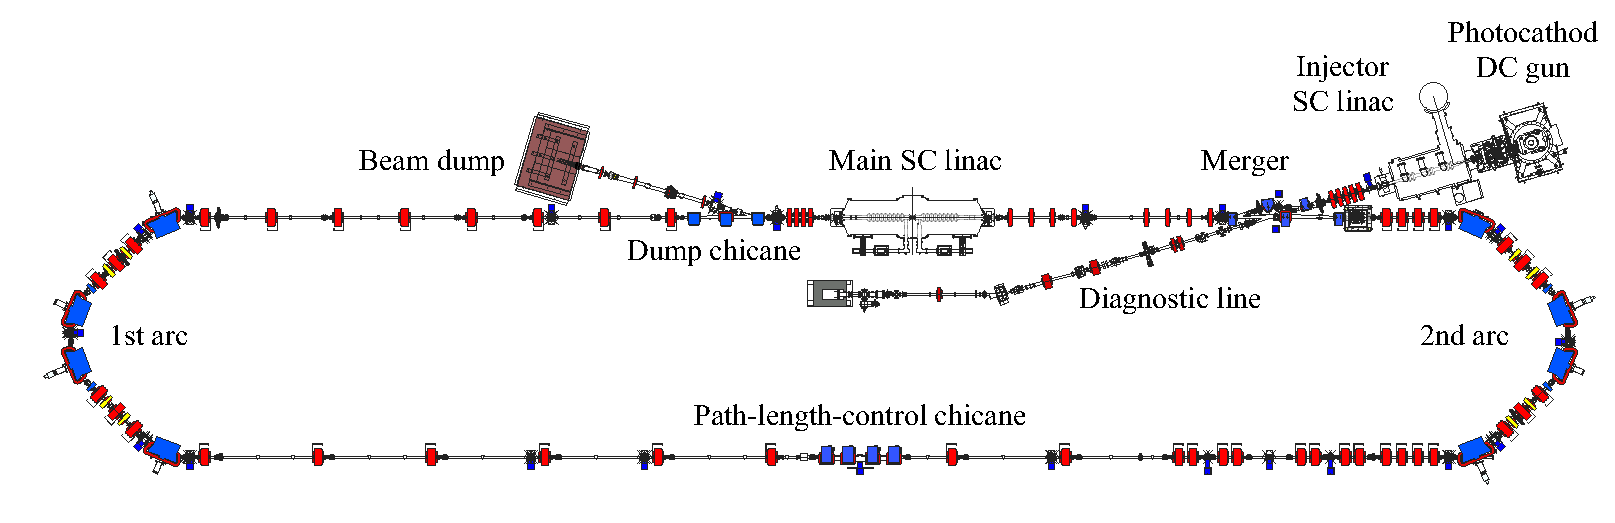 Photocathod
DC gun
Injector
SC linac
Beam dump
Main SC linac
Merger
Dump chicane
Diagnostic line
1st arc
2nd arc
Path-length-control chicane